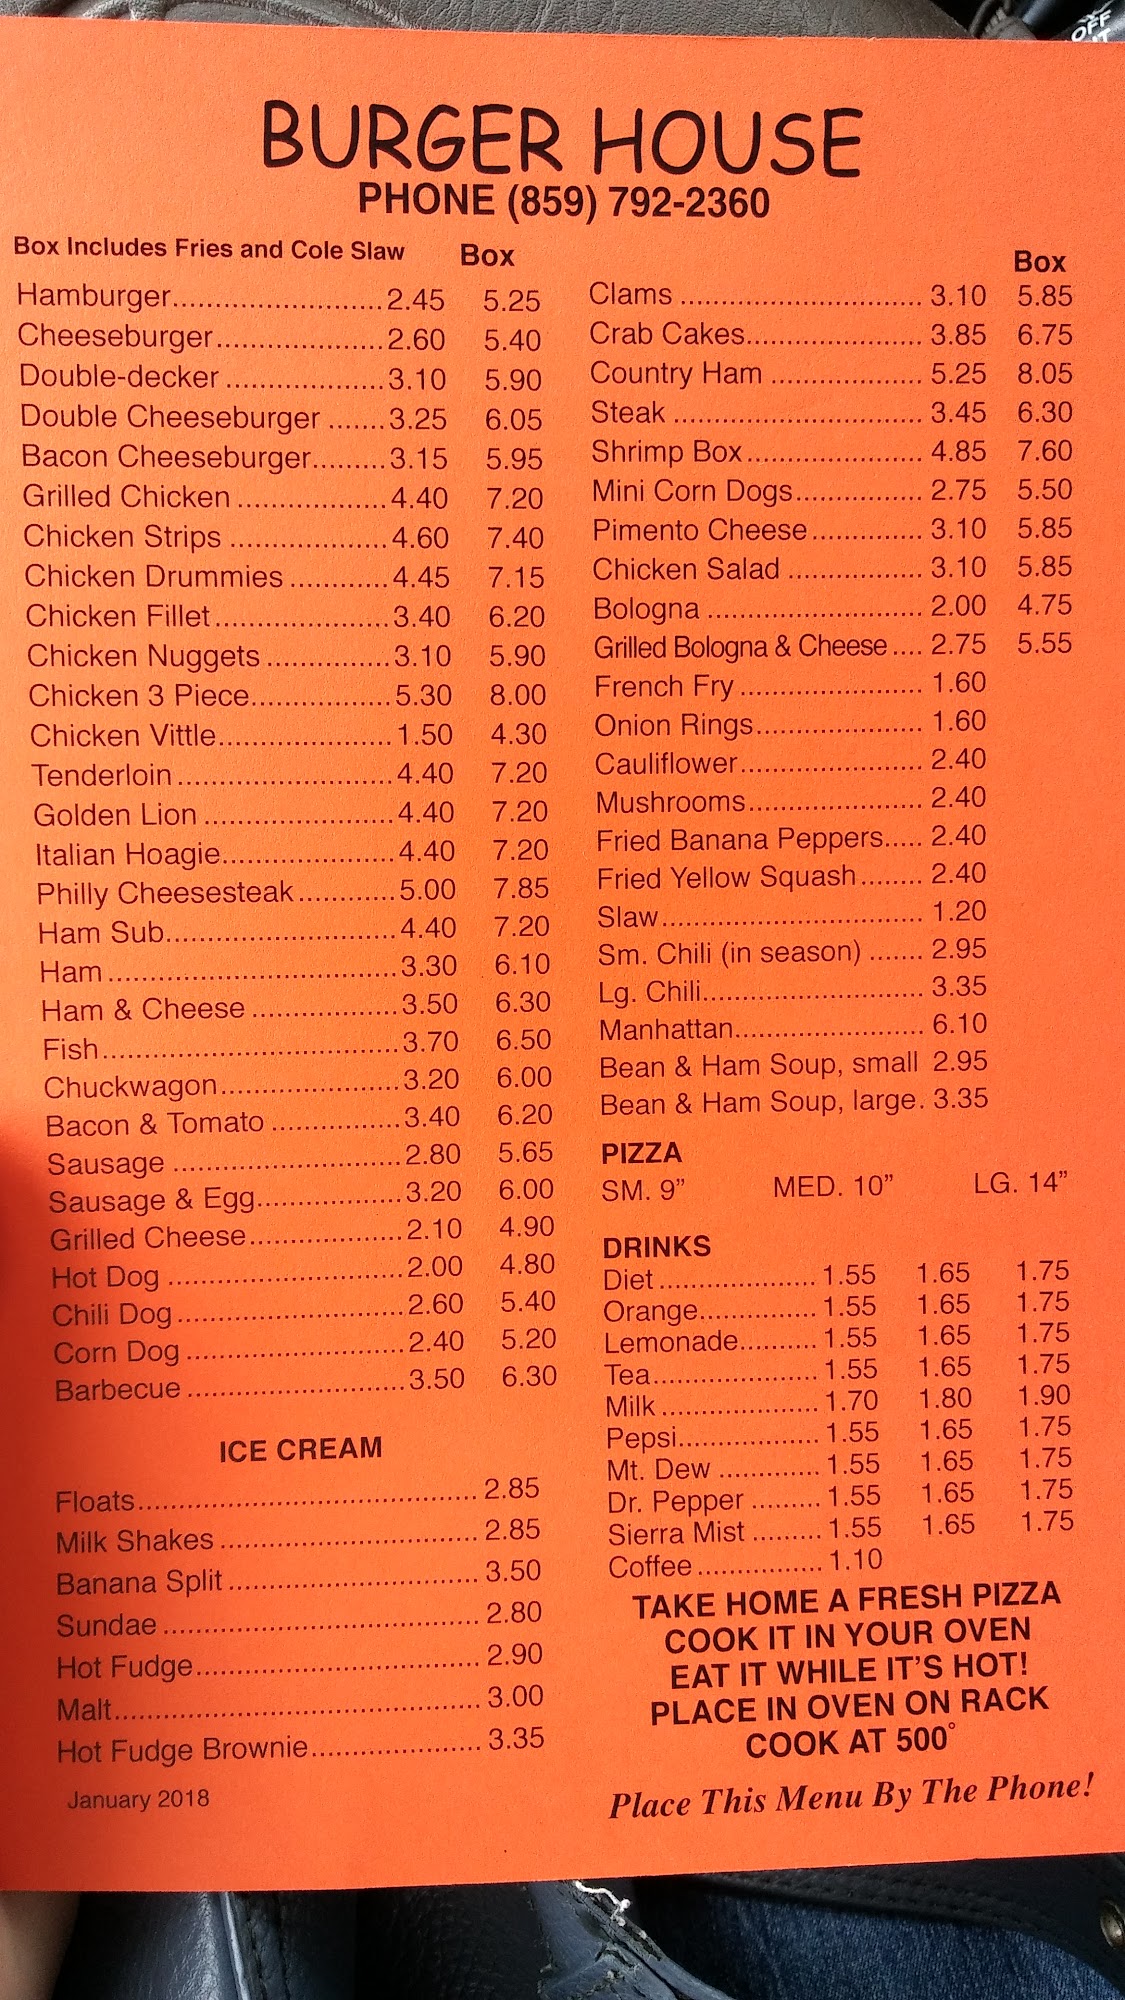 OFF
BURGER HOUSE
PHONE (859) 792-2360
Box Includes Fries and Cole Slaw Box
Hamburger 2.45 5.25
Cheeseburger 2.60 5.40
Double-decker 3.10 5.90
Double Cheeseburger 3.25 6.05
Bacon Cheeseburger 3.15 5.95
Grilled Chicken 4.40 7.20
Chicken Strips 4.60 7.40
Chicken Drummies 4.45 7.15
Chicken Fillet 3.40 6.20
Chicken Nuggets 3.10 5.90
Chicken 3 Piece 5.30 8.00
Chicken Vittle 1.50 4.30
Tenderloin 4.40 7.20
Golden Lion 4.40 7.20
Italian Hoagie 4.40 7.20
Philly Cheesesteak 5.00 7.85
Ham Sub 4.40 7.20
Ham 3.30 6.10
Ham & Cheese 3.50 6.30
Fish 3.70 6.50
Chuckwagon 3.20 6.00
Bacon & Tomato 3.40 6.20
Sausage 2.80 5.65
Sausage & Egg 3.20 6.00
Grilled Cheese 2.10 4.90
Hot Dog 2.00 4.80
Chili Dog 2.60 5.40
Corn Dog 2.40 5.20
Barbecue 3.50 6.30
ICE CREAM
Floats 2.85
Milk Shakes 2.85
Banana Split 3.50
Sundae 2.80
Hot Fudge 2.90
Malt 3.00
Hot Fudge Brownie 3.35
January 2018
Box
Clams 3.10 5.85
Crab Cakes 3.85 6.75
Country Ham 5.25 8.05
Steak 3.45 6.30
Shrimp Box 4.85 7.60
Mini Corn Dogs 2.75 5.50
Pimento Cheese 3.10 5.85
Chicken Salad 3.10 5.85
Bologna 2.00 4.75
Grilled Bologna & Cheese 2.75 5.55
French Fry 1.60
Onion Rings 1.60
Cauliflower 2.40
Mushrooms 2.40
Fried Banana Peppers 2.40
Fried Yellow Squash 2.40
Slaw 1.20
Sm. Chili (in season) 2.95
Lg. Chili 3.35
Manhattan 6.10
Bean & Ham Soup, small 2.95
Bean & Ham Soup, large 3.35
PIZZA
SM. 9” MED. 10” LG. 14”
DRINKS
Diet 1.55 1.65 1.75
Orange 1.55 1.65 1.75
Lemonade 1.55 1.65 1.75
Tea 1.55 1.65 1.75
Milk 1.70 1.80 1.90
Pepsi 1.55 1.65 1.75
Mt. Dew 1.55 1.65 1.75
Dr. Pepper 1.55 1.65 1.75
Sierra Mist 1.55 1.65 1.75
Coffee 1.10
TAKE HOME A FRESH PIZZA
COOK IT IN YOUR OVEN
EAT IT WHILE IT'S HOT!
PLACE IN OVEN ON RACK
COOK AT 500°
Place This Menu By The Phone!